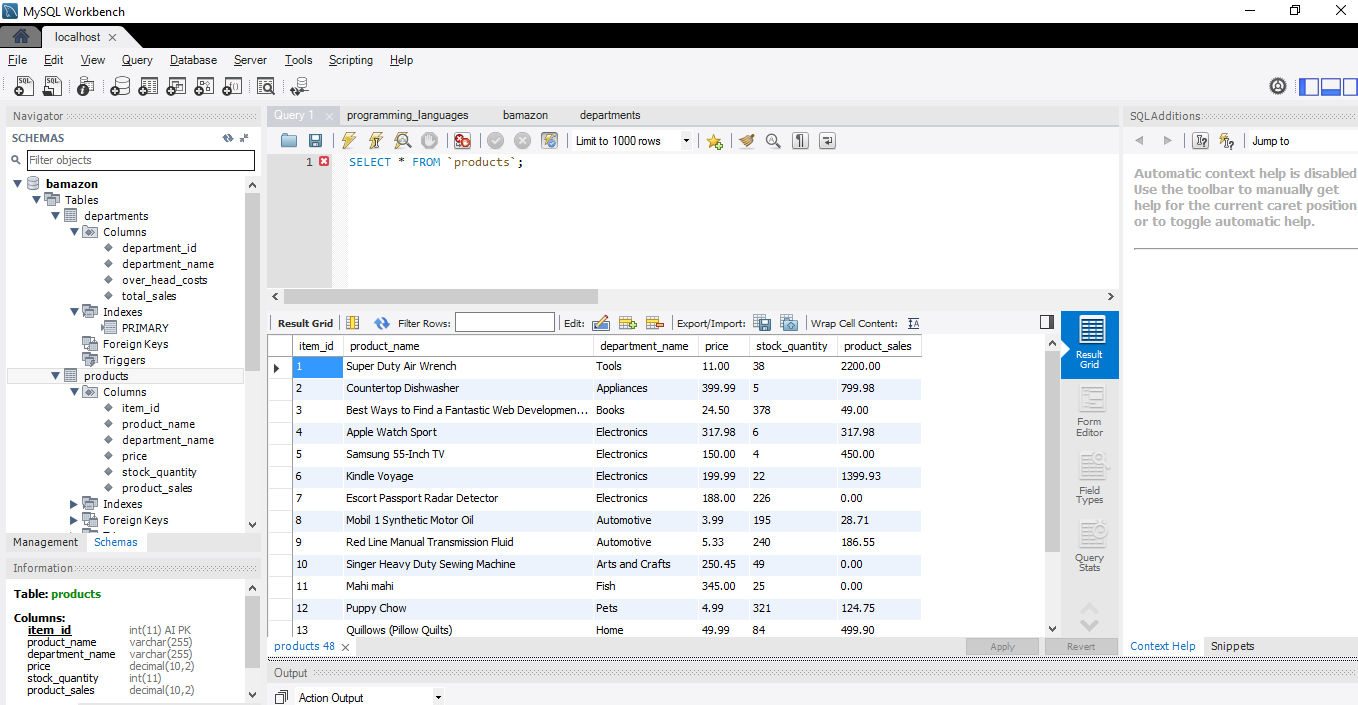 MySQL Workbench
localhost
File Edit View Query Database Server Tools Scripting Help
Navigator
SCHEMAS
Filter objects
bamazon
Tables
departments
Columns
department_id
department_name
over_head_costs
total_sales
Indexes
PRIMARY
Foreign Keys
Triggers
products
Columns
item_id
product_name
department_name
price
stock_quantity
product_sales
Indexes
Foreign Keys
Management Schemas
Information
Table: products
Columns:
item_id int(11) AI PK
product_name varchar(255)
department_name varchar(255)
price decimal(10,2)
stock_quantity int(11)
product_sales decimal(10,2)
Query 1 programming_languages bamazon departments
Limit to 1000 rows
1 SELECT * FROM `products`;
Result Grid Filter Rows: Edit: Export/Import: Wrap Cell Content:
item_id product_name department_name price stock_quantity product_sales
1 Super Duty Air Wrench Tools 11.00 38 2200.00
2 Countertop Dishwasher Appliances 399.99 5 799.98
3 Best Ways to Find a Fantastic Web Developmen... Books 24.50 378 49.00
4 Apple Watch Sport Electronics 317.98 6 317.98
5 Samsung 55-Inch TV Electronics 150.00 4 450.00
6 Kindle Voyage Electronics 199.99 22 1399.93
7 Escort Passport Radar Detector Electronics 188.00 226 0.00
8 Mobil 1 Synthetic Motor Oil Automotive 3.99 195 28.71
9 Red Line Manual Transmission Fluid Automotive 5.33 240 186.55
10 Singer Heavy Duty Sewing Machine Arts and Crafts 250.45 49 0.00
11 Mahi mahi Fish 345.00 25 0.00
12 Puppy Chow Pets 4.99 321 124.75
13 Quillows (Pillow Quilts) Home 49.99 84 499.90
Result
Grid
Form
Editor
Field
Types
Query
Stats
products 48
Apply Revert
Output
Action Output
SQLAdditions
Jump to
Automatic context help is disabled
Use the toolbar to manually get
help for the current caret position
or to toggle automatic help.
Context Help Snippets